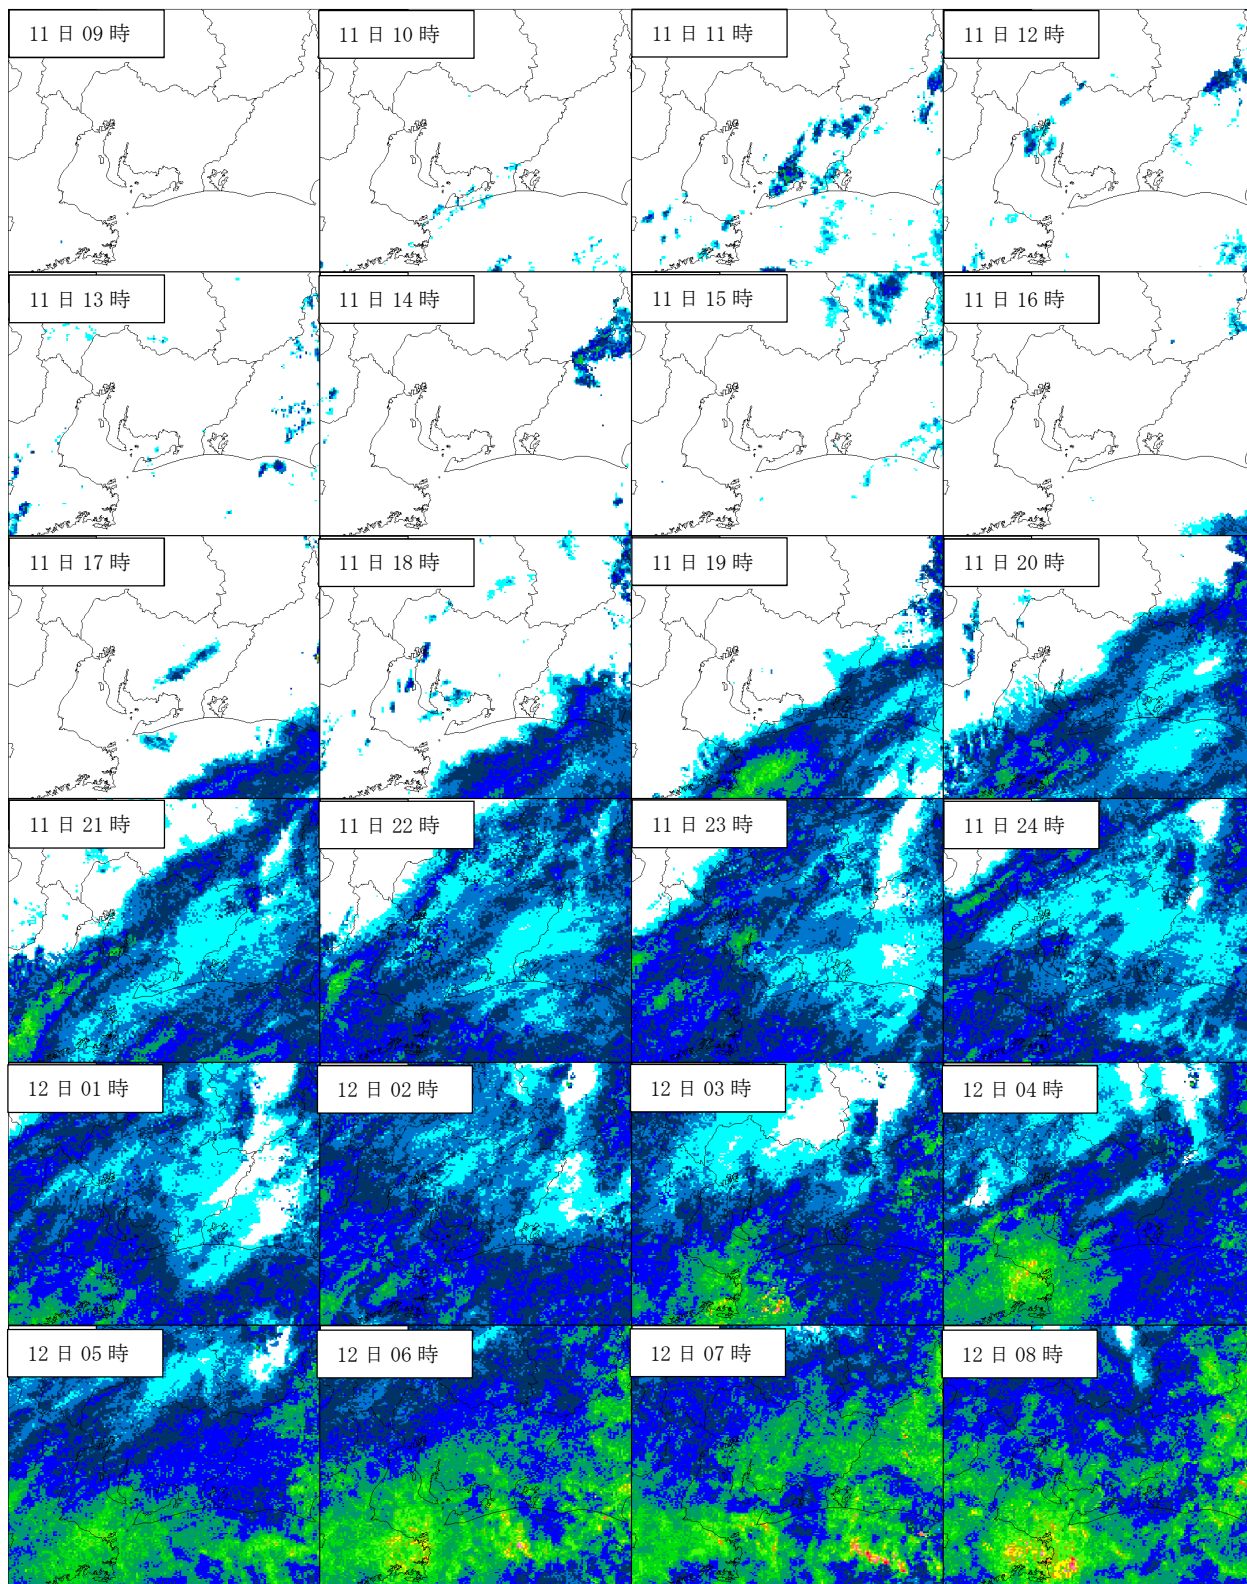 11 日 09 時
11 日 10 時
11 日 11 時
11 日 12 時
11 日 13 時
11 日 14 時
11 日 15 時
11 日 16 時
11 日 17 時
11 日 18 時
11 日 19 時
11 日 20 時
11 日 21 時
11 日 22 時
11 日 23 時
11 日 24 時
12 日 01 時
12 日 02 時
12 日 03 時
12 日 04 時
12 日 05 時
12 日 06 時
12 日 07 時
12 日 08 時